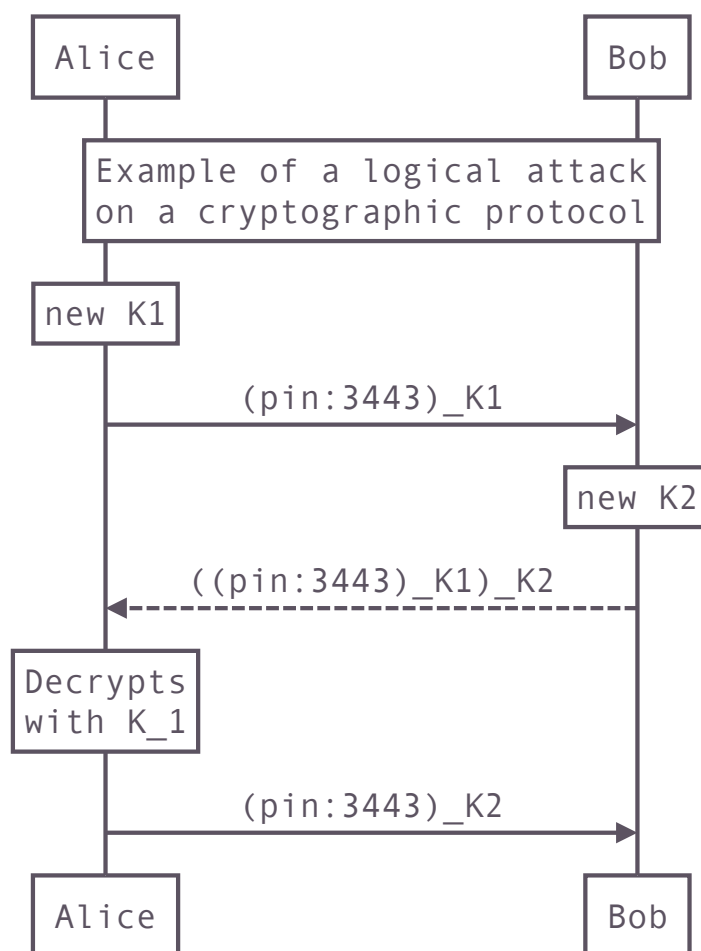 Alice
Bob
Example of a logical attack
on a cryptographic protocol
new K1
(pin:3443)_K1
new K2
((pin:3443)_K1)_K2
Decrypts
with K_1
(pin:3443)_K2
Alice
Bob